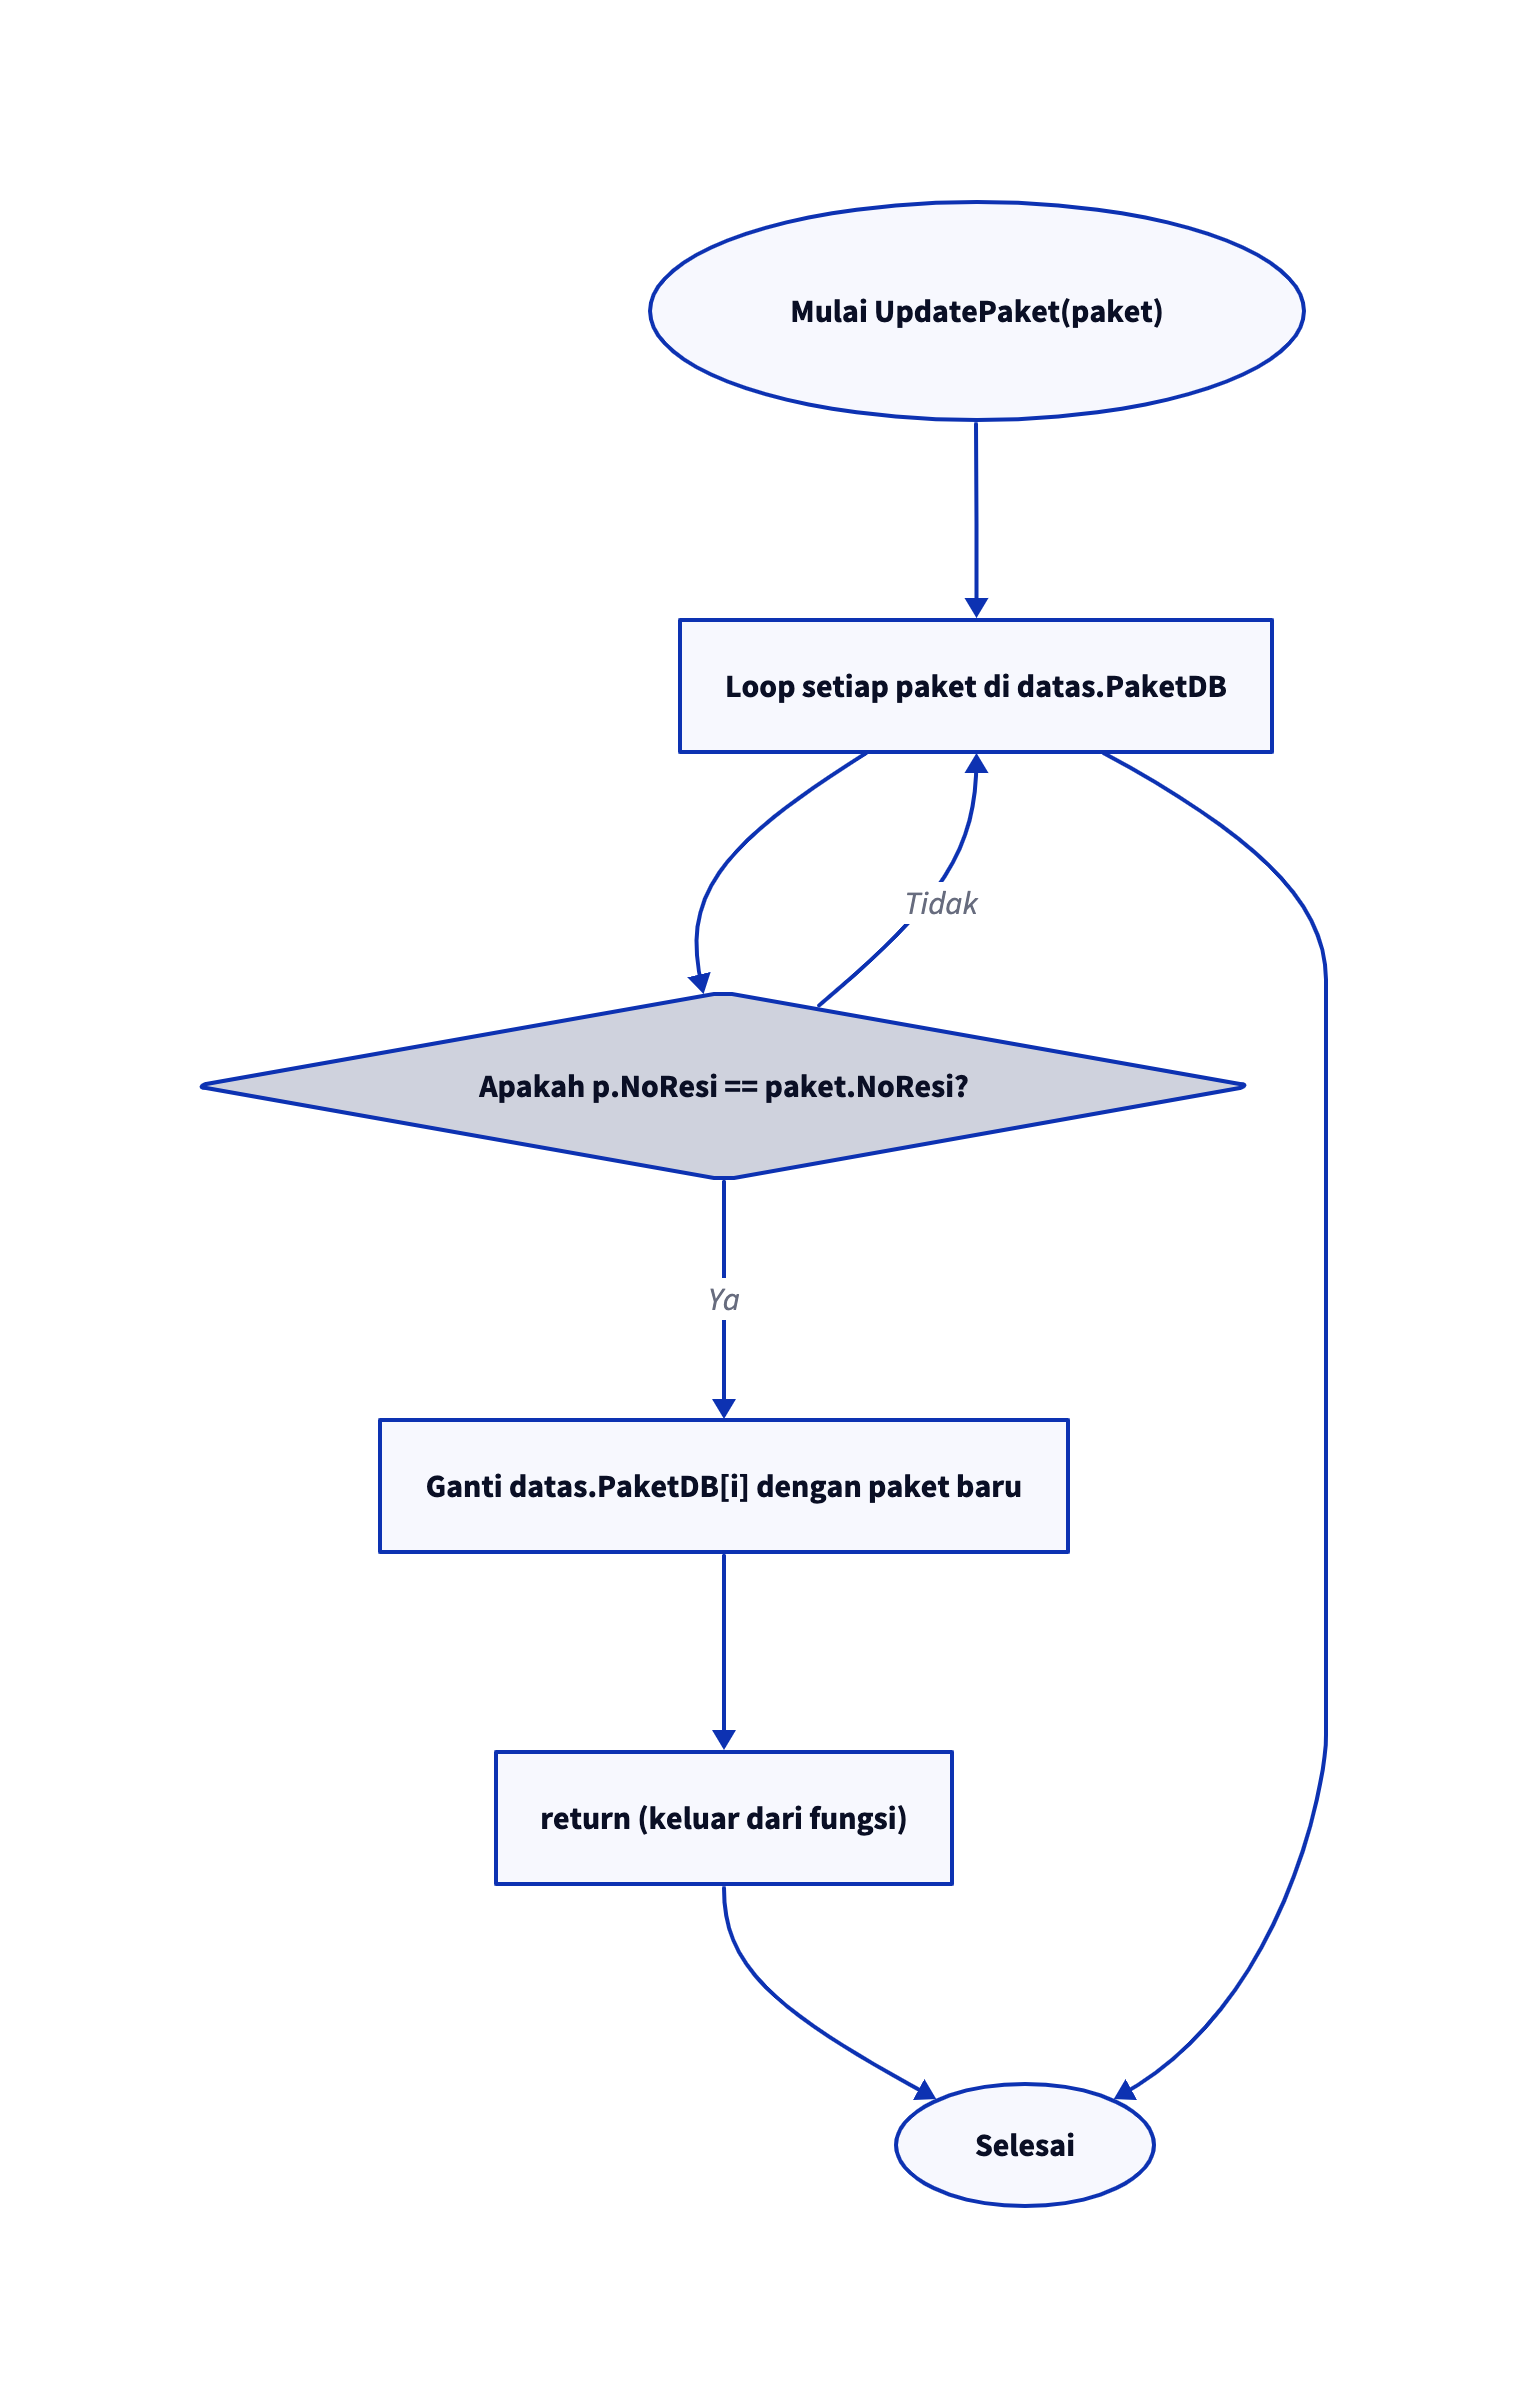 Mulai UpdatePaket(paket)
Loop setiap paket di datas.PaketDB
Tidak
Apakah p.NoResi == paket.NoResi?
Ya
Ganti datas.PaketDB[i] dengan paket baru
return (keluar dari fungsi)
Selesai